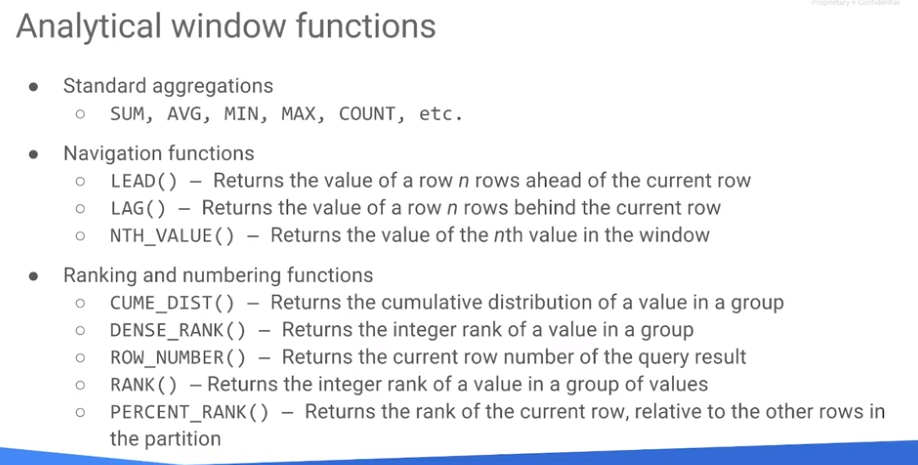 Proprietary + Confidential
Analytical window functions
● Standard aggregations
○ SUM, AVG, MIN, MAX, COUNT, etc.
● Navigation functions
○ LEAD() – Returns the value of a row n rows ahead of the current row
○ LAG() – Returns the value of a row n rows behind the current row
○ NTH_VALUE() – Returns the value of the nth value in the window
● Ranking and numbering functions
○ CUME_DIST() – Returns the cumulative distribution of a value in a group
○ DENSE_RANK() – Returns the integer rank of a value in a group
○ ROW_NUMBER() – Returns the current row number of the query result
○ RANK() – Returns the integer rank of a value in a group of values
○ PERCENT_RANK() – Returns the rank of the current row, relative to the other rows in
the partition